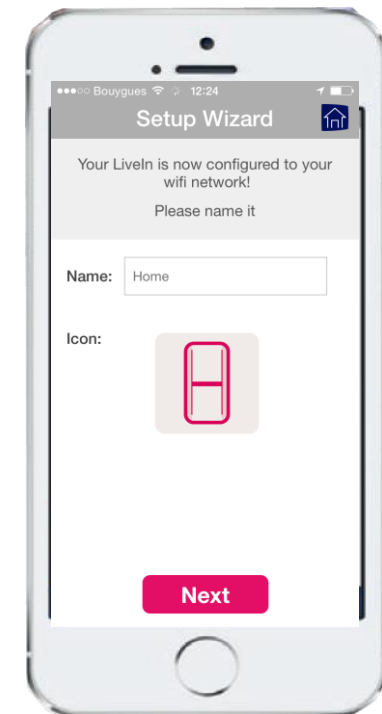 Bouygues 12:24
Setup Wizard
Your LiveIn is now configured to your
wifi network!
Please name it
Name: Home
Icon:
Next